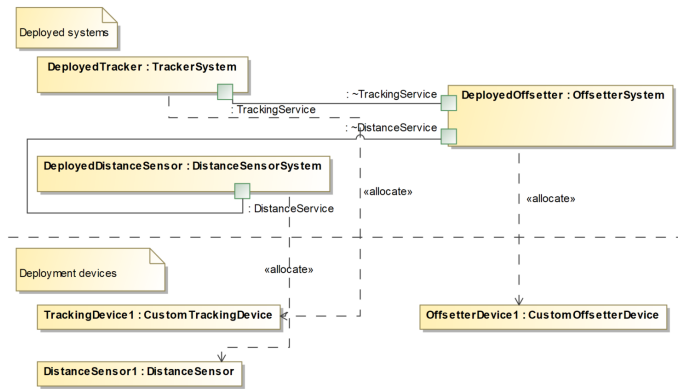 Deployed systems
DeployedTracker : TrackerSystem
DeployedOffsetter : OffsetterSystem
: ~TrackingService
: TrackingService
: ~DistanceService
DeployedDistanceSensor : DistanceSensorSystem
«allocate»
«allocate»
: DistanceService
«allocate»
Deployment devices
TrackingDevice1 : CustomTrackingDevice
OffsetterDevice1 : CustomOffsetterDevice
DistanceSensor1 : DistanceSensor